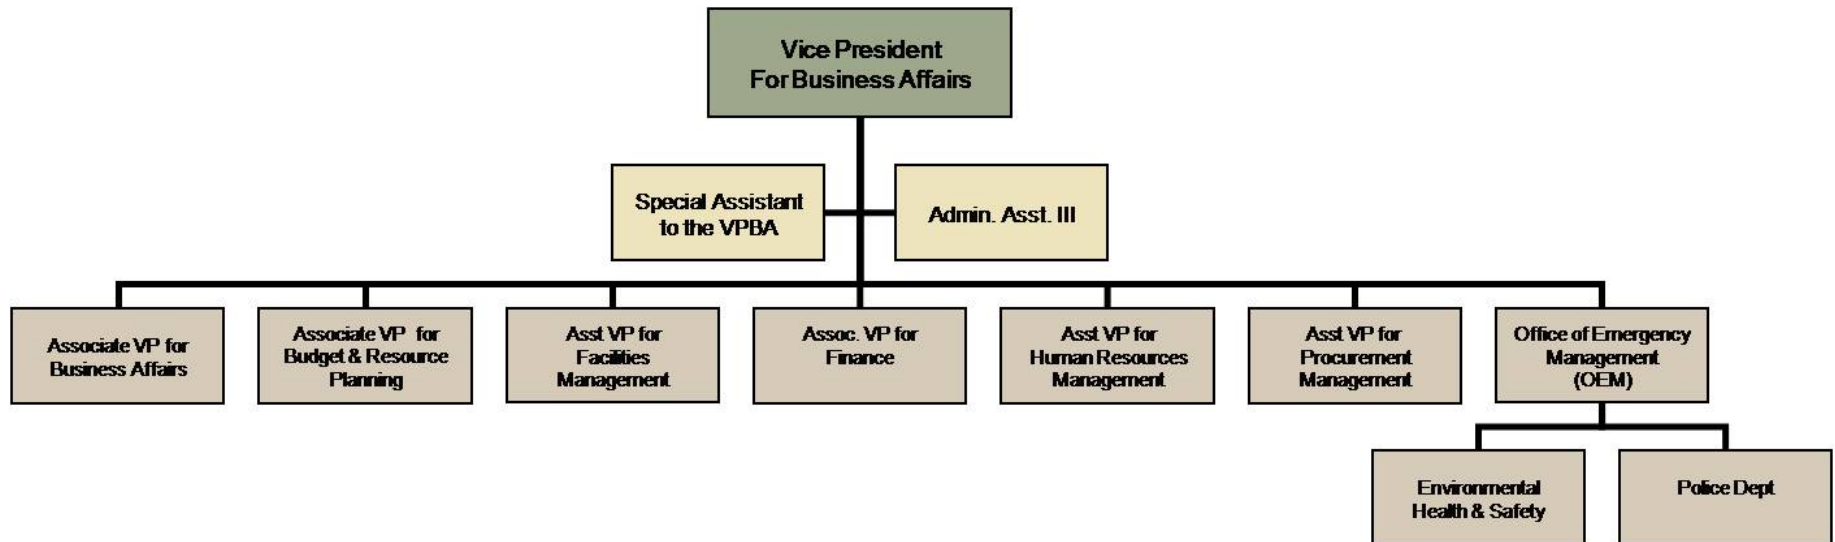 Vice President
For Business Affairs
Special Assistant
to the VPBA
Admin. Asst. III
Associate VP for
Business Affairs
Associate VP for
Budget & Resource
Planning
Asst VP for
Facilities
Management
Assoc. VP for
Finance
Asst VP for
Human Resources
Management
Asst VP for
Procurement
Management
Office of Emergency
Management
(OEM)
Environmental
Health & Safety
Police Dept